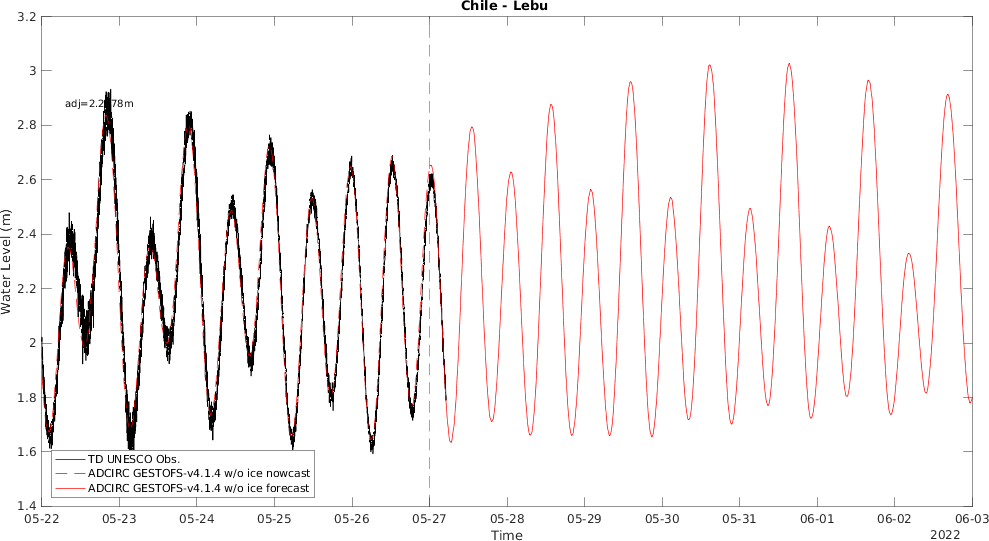 Chile - Lebu
3.2
3
2.8
2.6
2.4
2.2
2
1.8
1.6
1.4
Water Level (m)
TD UNESCO Obs.
ADCIRC GESTOFS-v4.1.4 w/o ice nowcast
ADCIRC GESTOFS-v4.1.4 w/o ice forecast
05-22 05-23 05-24 05-25 05-26 05-27 05-28 05-29 05-30 05-31 06-01 06-02 06-03
Time
2022